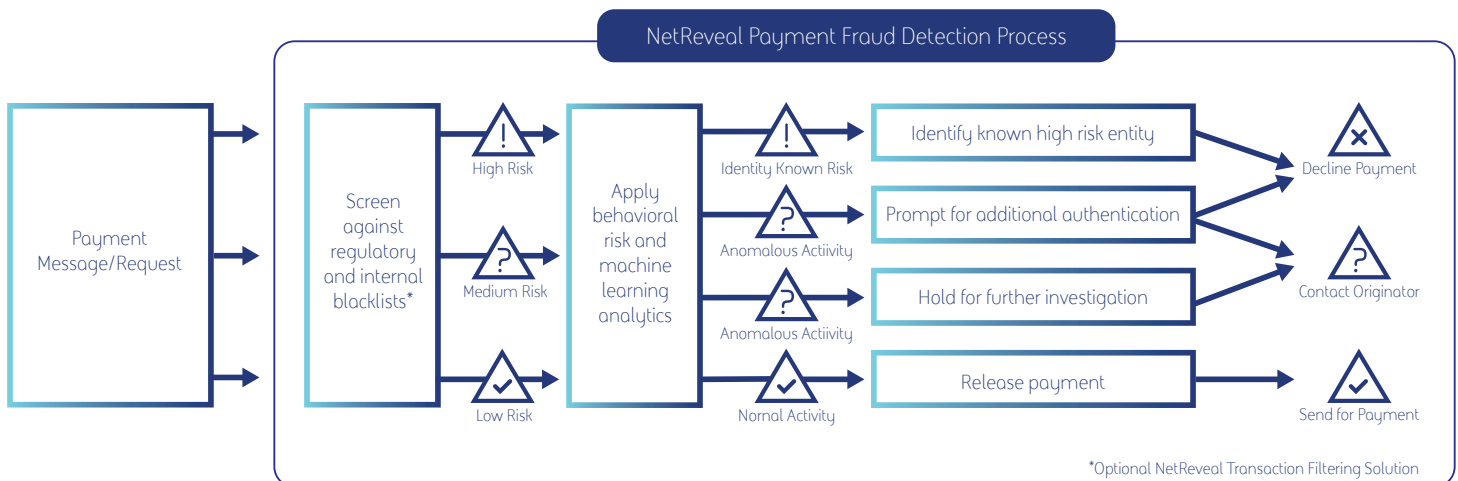 NetReveal Payment Fraud Detection Process
Payment
Message/Request
Screen
against
regulatory
and internal
blacklists*
!
High Risk
?
Medium Risk
Low Risk
Apply
behavioral
risk and
machine
learning
analytics
!
Identity Known Risk
?
Anomalous Actiivity
?
Anomalous Actiivity
Nornal Activity
Identify known high risk entity
Prompt for additional authentication
Hold for further investigation
Release payment
Decline Payment
?
Contact Originator
Send for Payment
*Optional NetReveal Transaction Filtering Solution